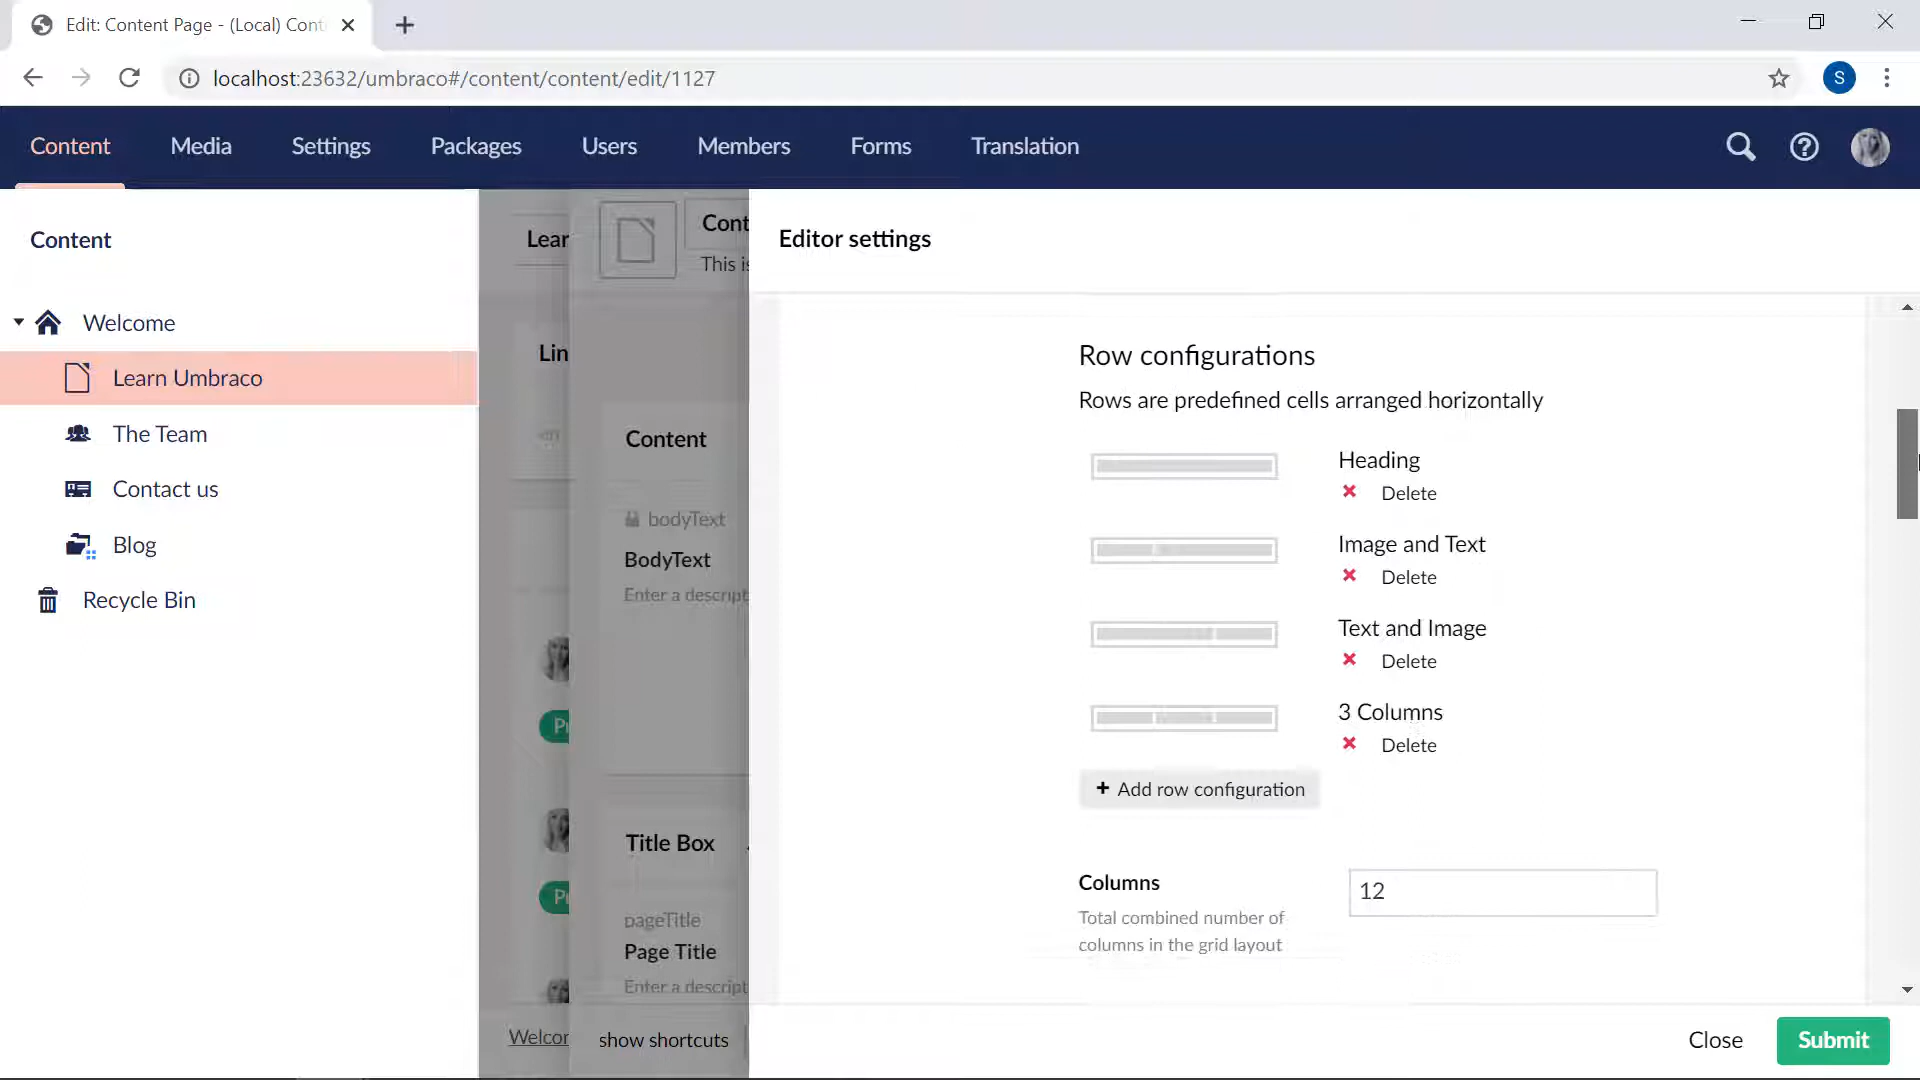 Edit: Content Page - (Local) Cont
localhost:23632/umbraco#/content/content/edit/1127
S
Content Media Settings Packages Users Members Forms Translation
Content
Welcome
Learn Umbraco
The Team
Contact us
Blog
Recycle Bin
Lear
Lin
en
P
P
Welcor
Cont
This is
Content
bodyText
BodyText
Enter a descript
Title Box
pageTitle
Page Title
Enter a descript
show shortcuts
Editor settings
Row configurations
Rows are predefined cells arranged horizontally
Heading
Delete
Image and Text
Delete
Text and Image
Delete
3 Columns
Delete
+ Add row configuration
Columns
12
Total combined number of
columns in the grid layout
Close
Submit